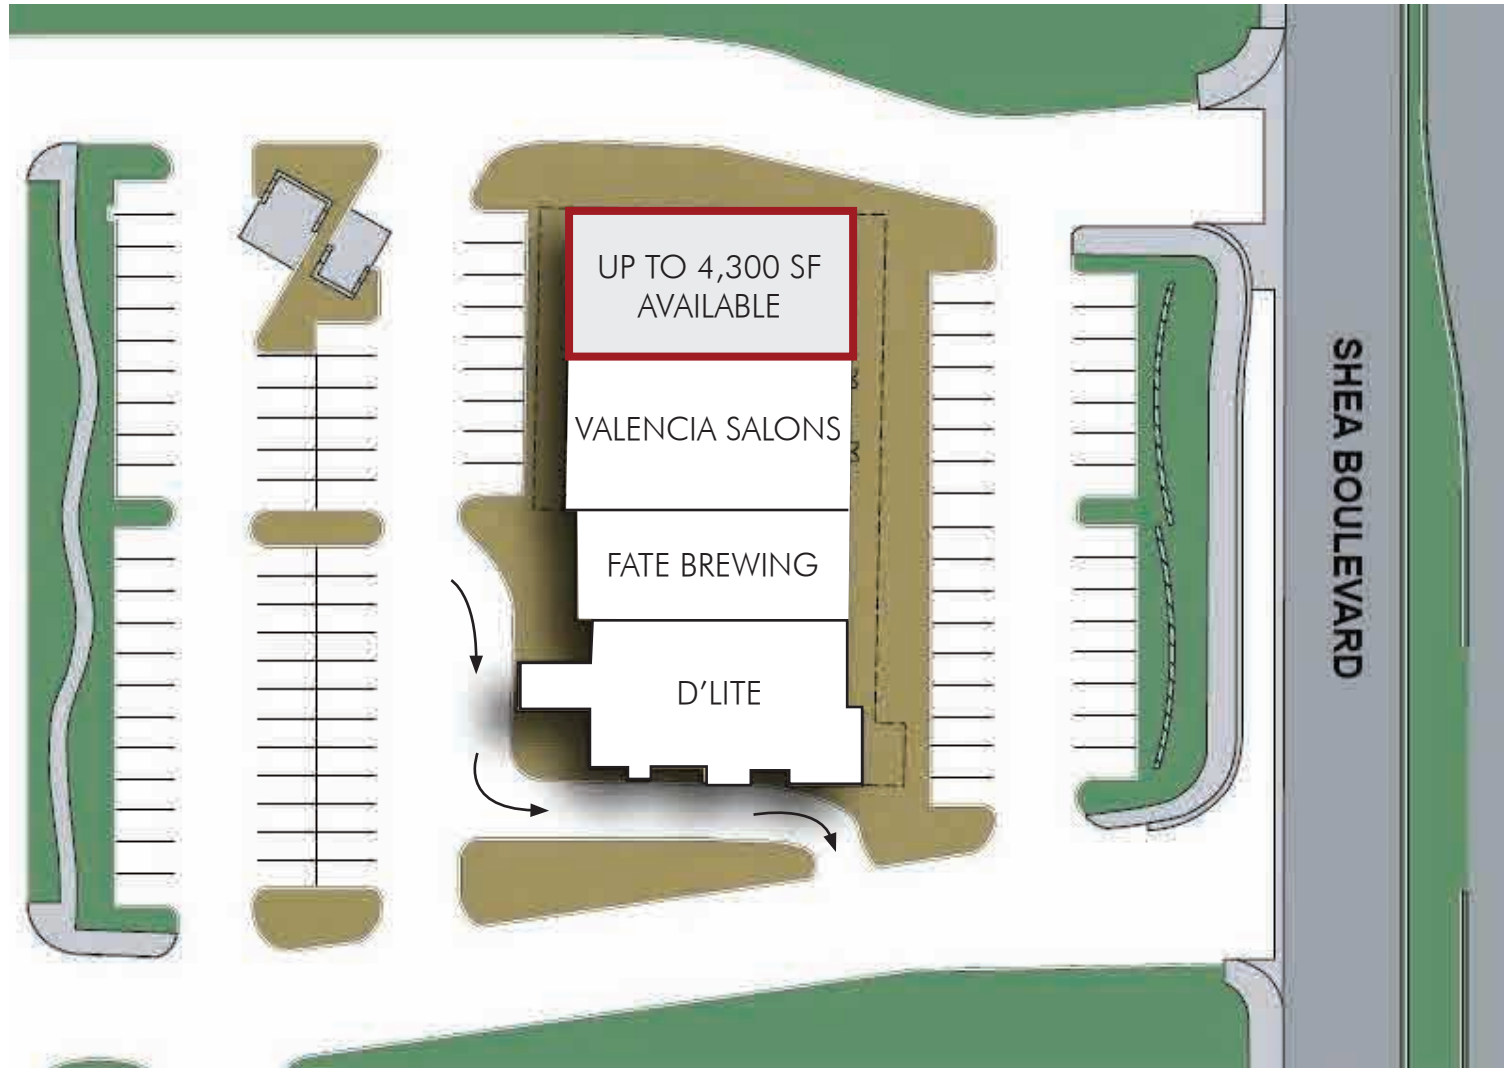 UP TO 4,300 SF
AVAILABLE
VALENCIA SALONS
FATE BREWING
D’LITE
SHEA BOULEVARD